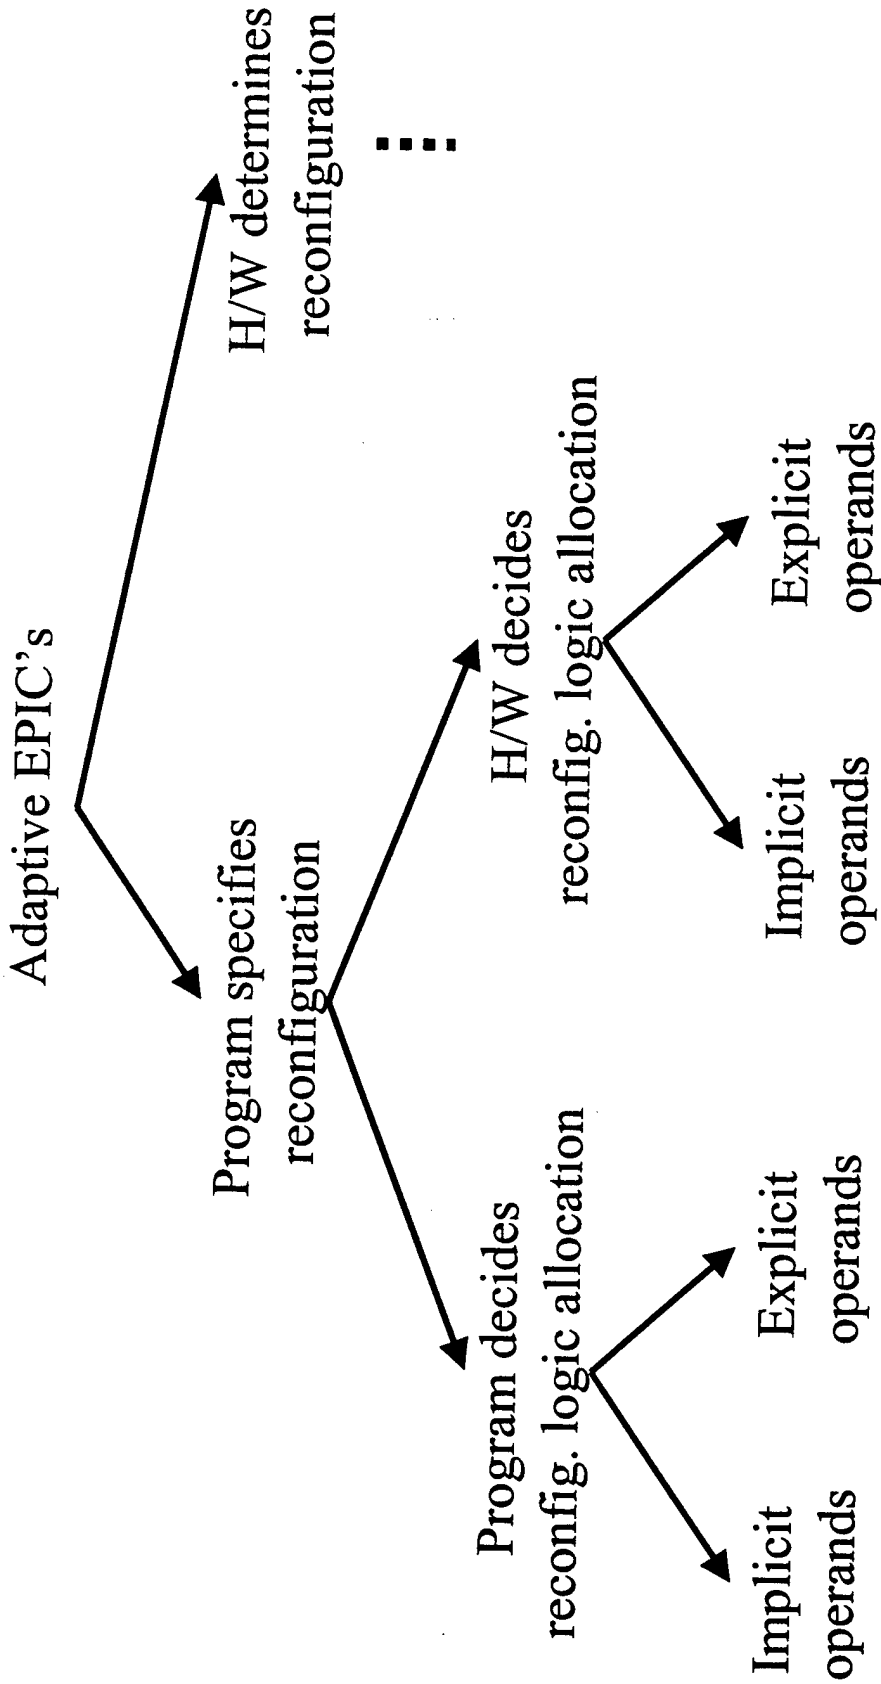 Adaptive EPIC's
Program specifies
reconfiguration
H/W determines
reconfiguration
Program decides
reconfig. logic allocation
H/W decides
reconfig. logic allocation
Implicit
operands
Explicit
operands
Implicit
operands
Explicit
operands